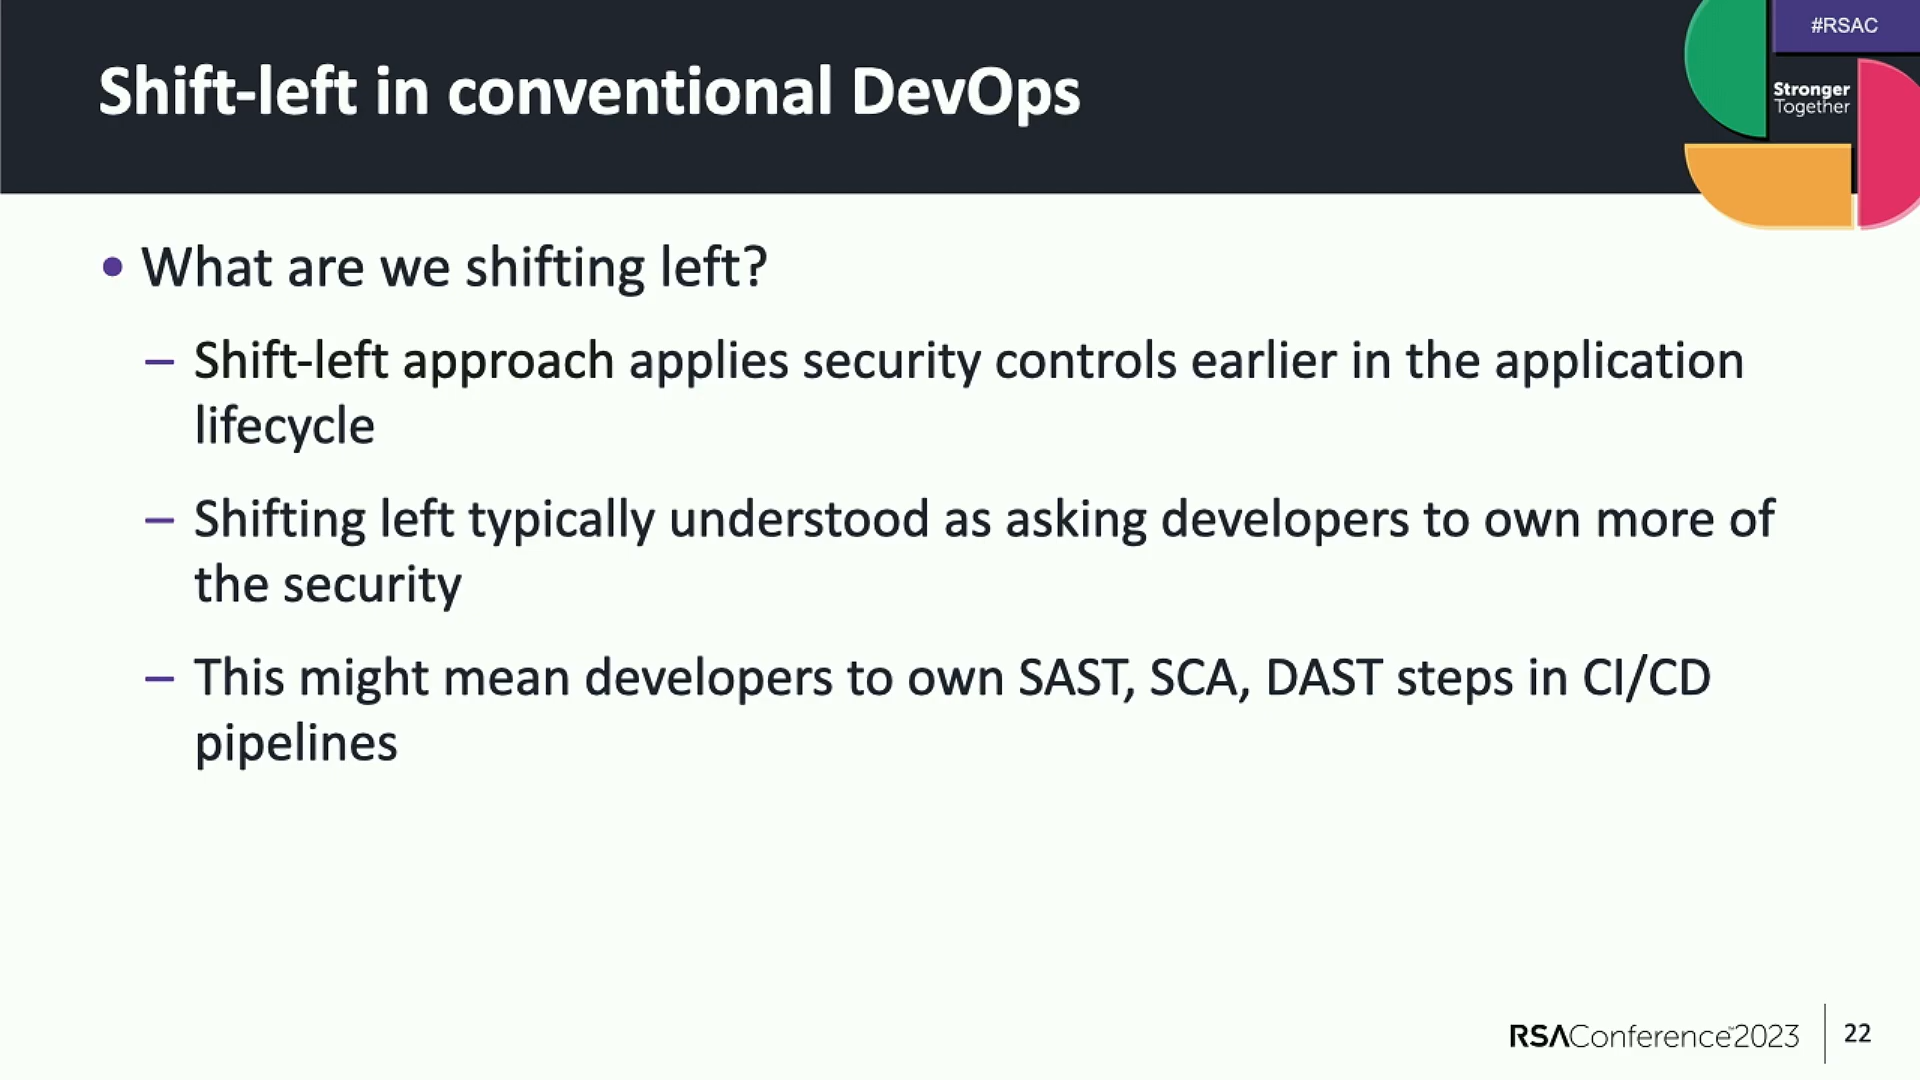 #RSAC
Shift-left in conventional DevOps
Stronger
Together
• What are we shifting left?
– Shift-left approach applies security controls earlier in the application
lifecycle
– Shifting left typically understood as asking developers to own more of
the security
– This might mean developers to own SAST, SCA, DAST steps in CI/CD
pipelines
RSAConference™2023
22